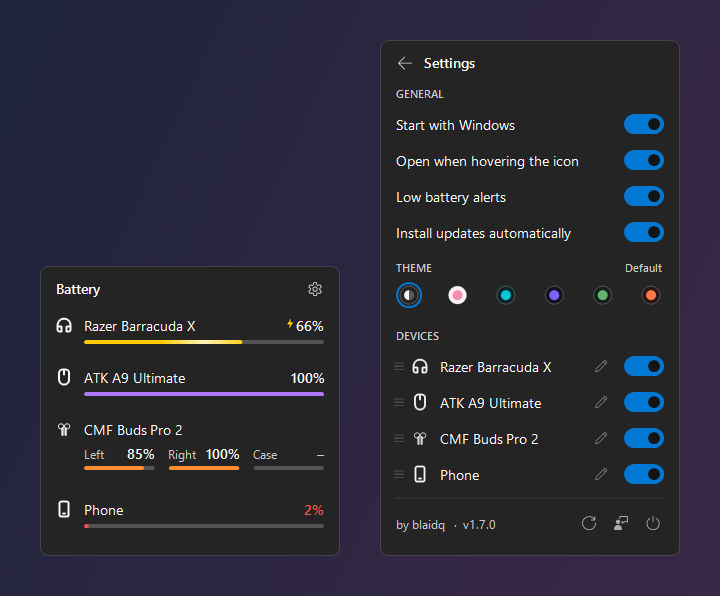 Battery
Razer Barracuda X 66%
ATK A9 Ultimate 100%
CMF Buds Pro 2
Left 85% Right 100% Case –
Phone 2%
Settings
GENERAL
Start with Windows
Open when hovering the icon
Low battery alerts
Install updates automatically
THEME Default
DEVICES
Razer Barracuda X
ATK A9 Ultimate
CMF Buds Pro 2
Phone
by blaidq · v1.7.0